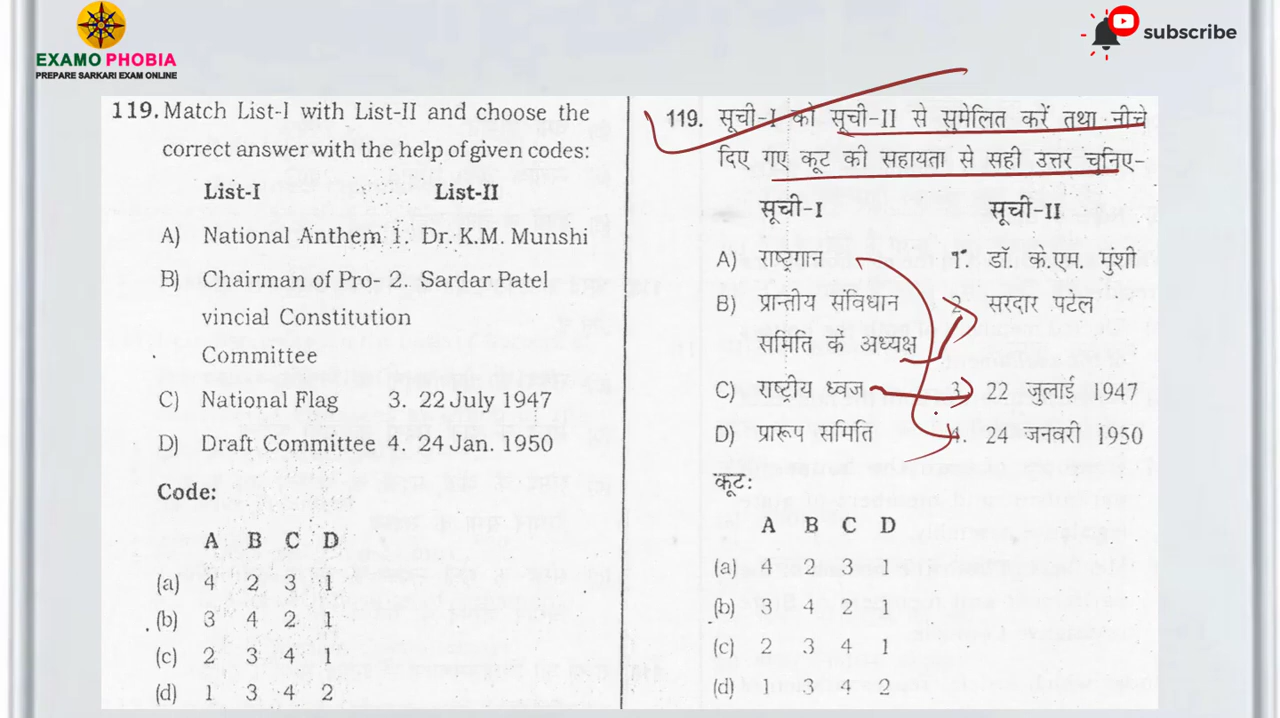 EXAMO PHOBIA
PREPARE SARKARI EXAM ONLINE
subscribe
119. Match List-I with List-II and choose the
correct answer with the help of given codes:
List-I List-II
A) National Anthem 1. Dr. K.M. Munshi
B) Chairman of Pro- 2. Sardar Patel
vincial Constitution
Committee
C) National Flag 3. 22 July 1947
D) Draft Committee 4. 24 Jan. 1950
Code:
A B C D
(a) 4 2 3 1
(b) 3 4 2 1
(c) 2 3 4 1
(d) 1 3 4 2
119. सूची-I को सूची-II से सुमेलित करें तथा नीचे
दिए गए कूट की सहायता से सही उत्तर चुनिए-
सूची-I सूची-II
A) राष्ट्रगान 1. डॉ. के.एम. मुंशी
B) प्रान्तीय संविधान 2. सरदार पटेल
समिति के अध्यक्ष
C) राष्ट्रीय ध्वज 3. 22 जुलाई 1947
D) प्रारूप समिति 4. 24 जनवरी 1950
कूट:
A B C D
(a) 4 2 3 1
(b) 3 4 2 1
(c) 2 3 4 1
(d) 1 3 4 2